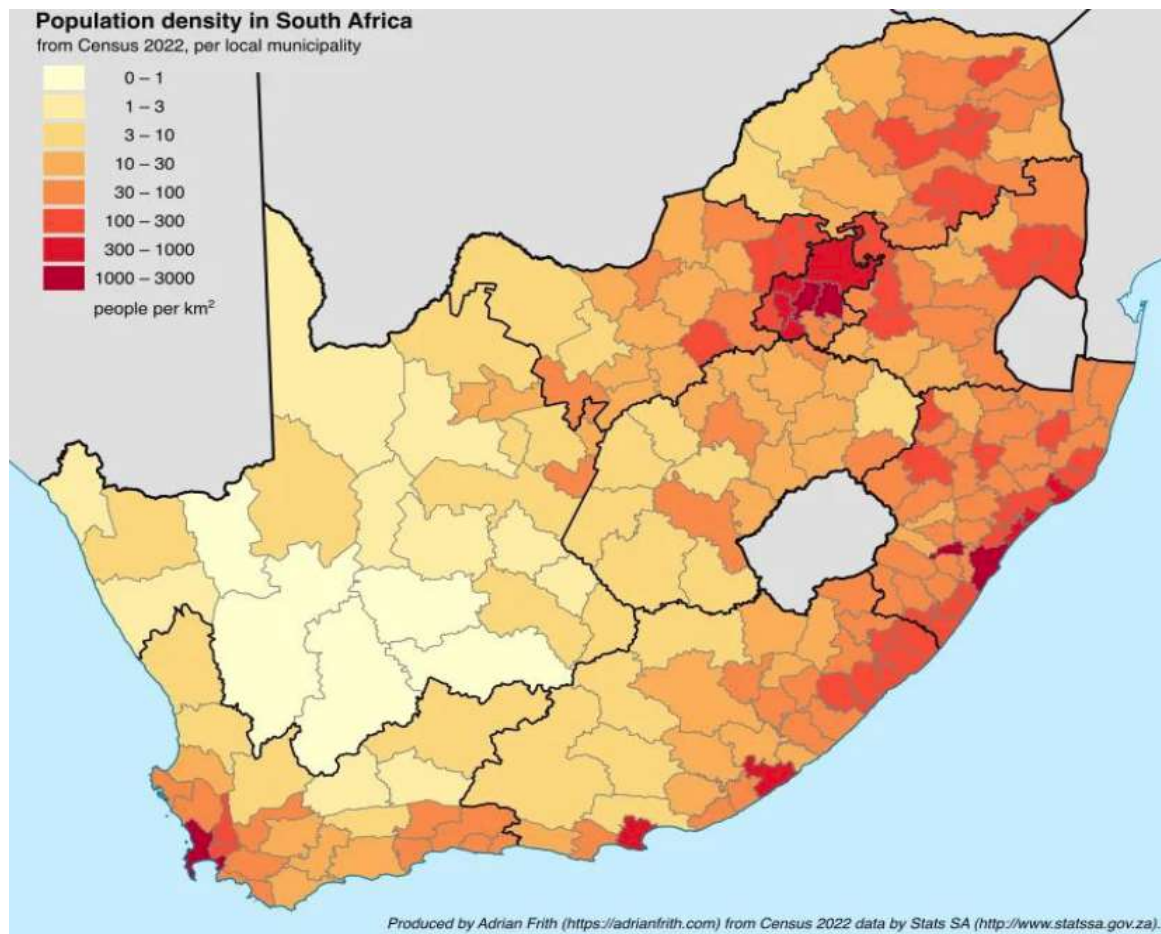 Population density in South Africa
from Census 2022, per local municipality
0 – 1
1 – 3
3 – 10
10 – 30
30 – 100
100 – 300
300 – 1000
1000 – 3000
people per km²
Produced by Adrian Frith (https://adrianfrith.com) from Census 2022 data by Stats SA (http://www.statssa.gov.za).